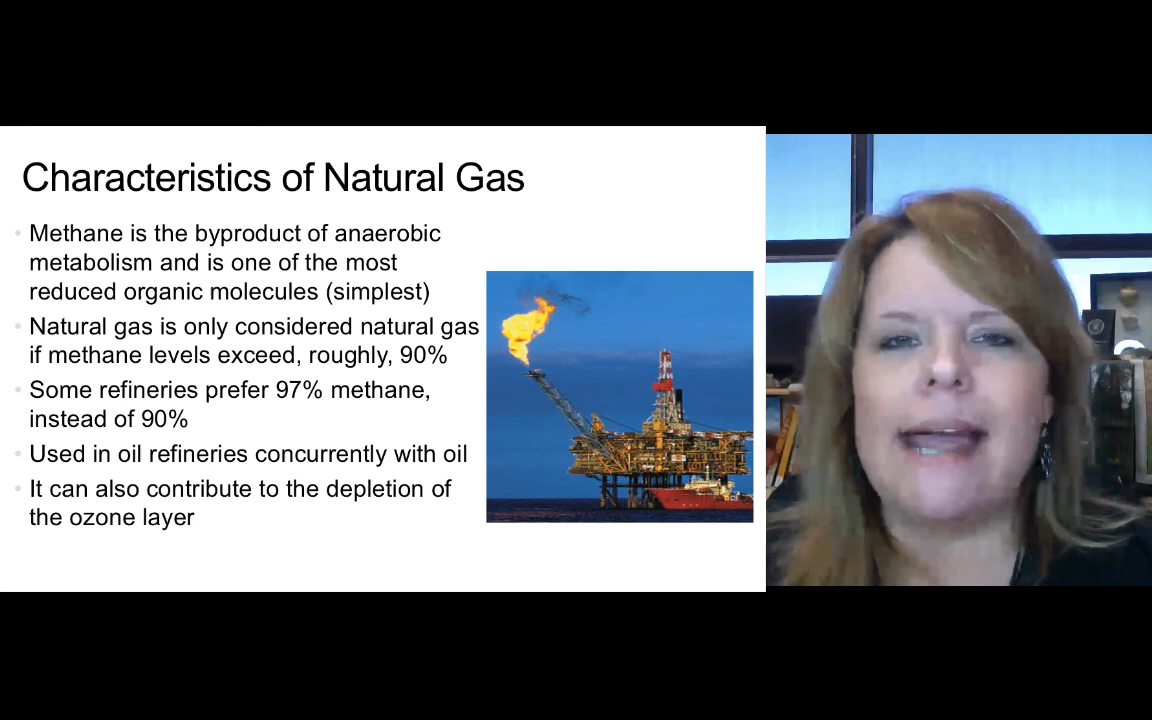 Characteristics of Natural Gas
Methane is the byproduct of anaerobic
metabolism and is one of the most
reduced organic molecules (simplest)
Natural gas is only considered natural gas
if methane levels exceed, roughly, 90%
Some refineries prefer 97% methane,
instead of 90%
Used in oil refineries concurrently with oil
It can also contribute to the depletion of
the ozone layer